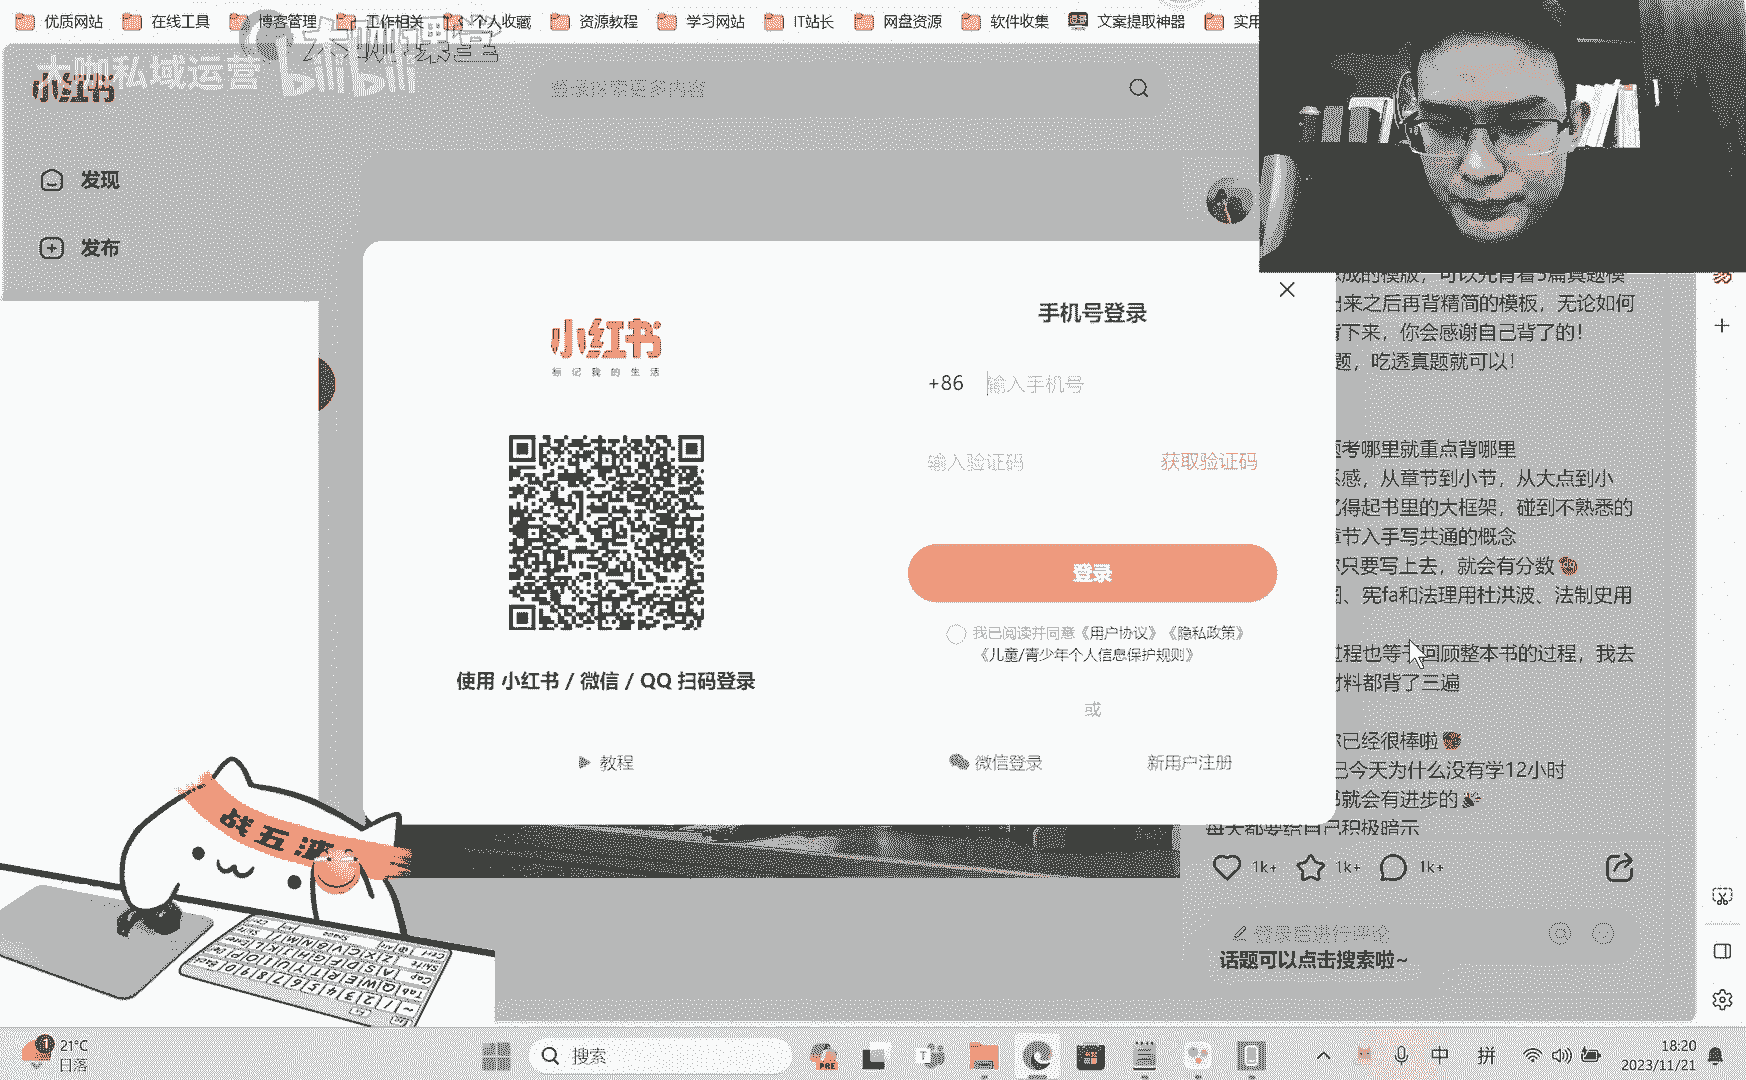 优质网站 在线工具 博客管理 工作相关 个人收藏 资源教程 学习网站 IT站长 网盘资源 软件收集 文案提取神器 实用
大咖课堂
大咖私域运营 bilibili
小红书
登录探索更多内容
发现
发布
小红书
标记我的生活
使用 小红书 / 微信 / QQ 扫码登录
教程
手机号登录
+86 输入手机号
输入验证码 获取验证码
登录
我已阅读并同意《用户协议》《隐私政策》
《儿童/青少年个人信息保护规则》
或
微信登录 新用户注册
的模版，可以先背着5篇真题模
来之后再背精简的模板，无论如何
下来，你会感谢自己背了的！
题，吃透真题就可以！
考哪里就重点背哪里
感，从章节到小节，从大点到小
得起书里的大框架，碰到不熟悉的
节入手写共通的概念
只要写上去，就会有分数
、宪fa和法理用杜洪波、法制史用
过程也等于回顾整本书的过程，我去
材料都背了三遍
你已经很棒啦
己今天为什么没有学12小时
书就会有进步的
每天都要给自己积极暗示
1k+ 1k+ 1k+
登录后进行评论
话题可以点击搜索啦~
战五渣
1
21°C
日落
搜索
PRE
中
拼
18:20
2023/11/21